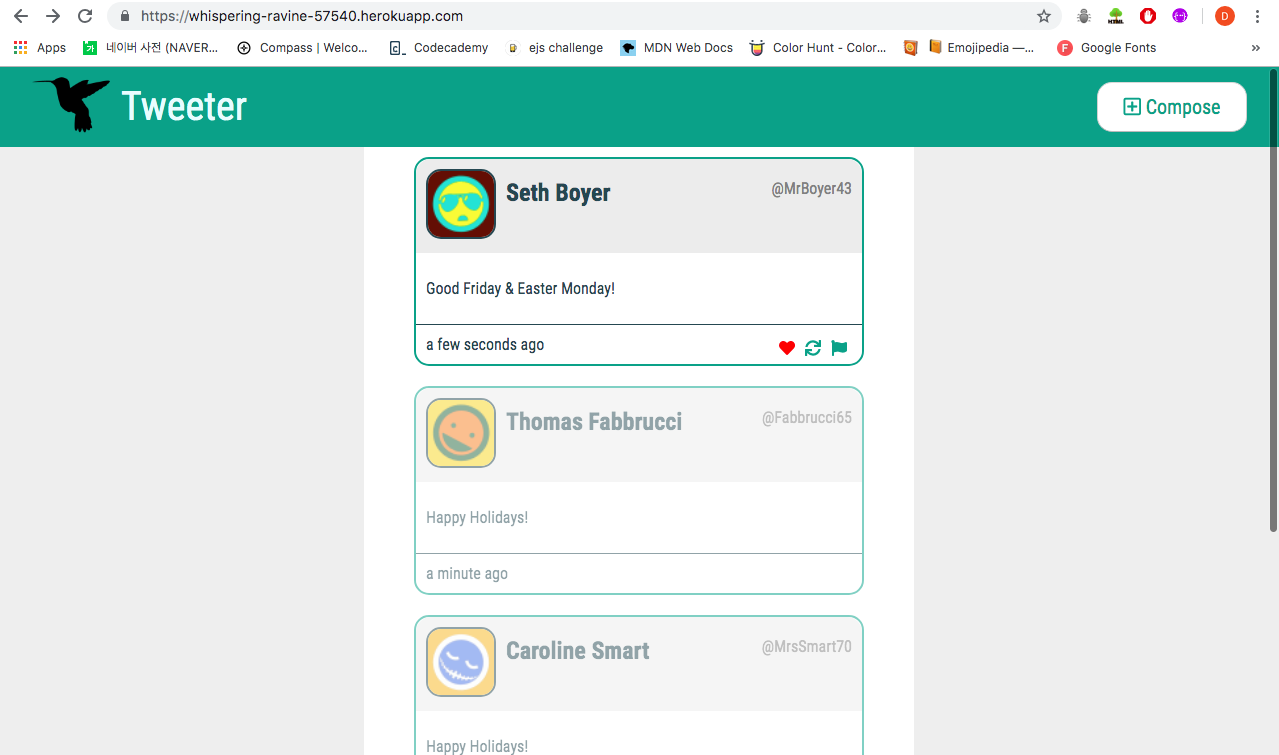 https://whispering-ravine-57540.herokuapp.com
D
Apps 네이버 사전 (NAVER... Compass | Welco... Codecademy ejs challenge MDN Web Docs Color Hunt - Color... Emojipedia —... F Google Fonts »
Tweeter
Compose
Seth Boyer @MrBoyer43
Good Friday & Easter Monday!
a few seconds ago
Thomas Fabbrucci @Fabbrucci65
Happy Holidays!
a minute ago
Caroline Smart @MrsSmart70
Happy Holidays!